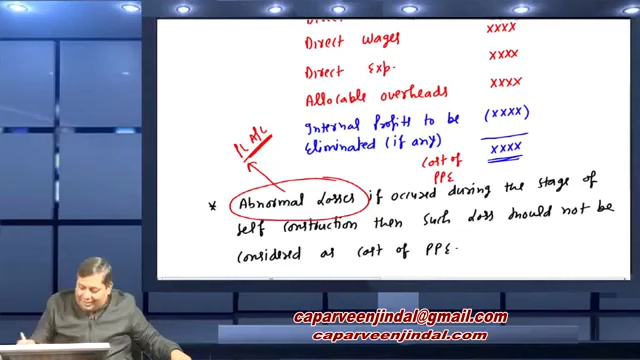 Direct Wages xxxx
Direct Exp. xxxx
Allocable overheads xxxx
Internal Profits to be (xxxx)
Eliminated (if any) xxxx
Cost of
PPE
PL A/c
* Abnormal Losses if occured during the stage of
self construction then such Loss should not be
considered as cost of PPE.
caparveenjindal@gmail.com
caparveenjindal.com